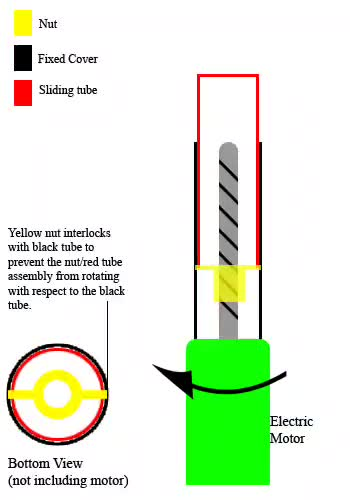 Nut
Fixed Cover
Sliding tube
Yellow nut interlocks
with black tube to
prevent the nut/red tube
assembly from rotating
with respect to the black
tube.
Electric
Motor
Bottom View
(not including motor)